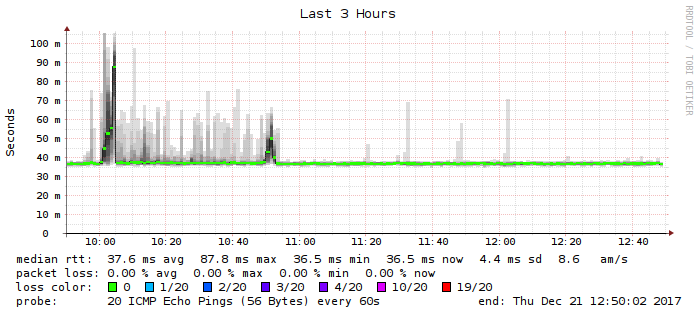 Last 3 Hours
RRDTOOL / TOBI OETIKER
Seconds
100 m
90 m
80 m
70 m
60 m
50 m
40 m
30 m
20 m
10 m
0
10:00 10:20 10:40 11:00 11:20 11:40 12:00 12:20 12:40
median rtt: 37.6 ms avg 87.8 ms max 36.5 ms min 36.5 ms now 4.4 ms sd 8.6 am/s
packet loss: 0.00 % avg 0.00 % max 0.00 % min 0.00 % now
loss color: 0 1/20 2/20 3/20 4/20 10/20 19/20
probe: 20 ICMP Echo Pings (56 Bytes) every 60s end: Thu Dec 21 12:50:02 2017